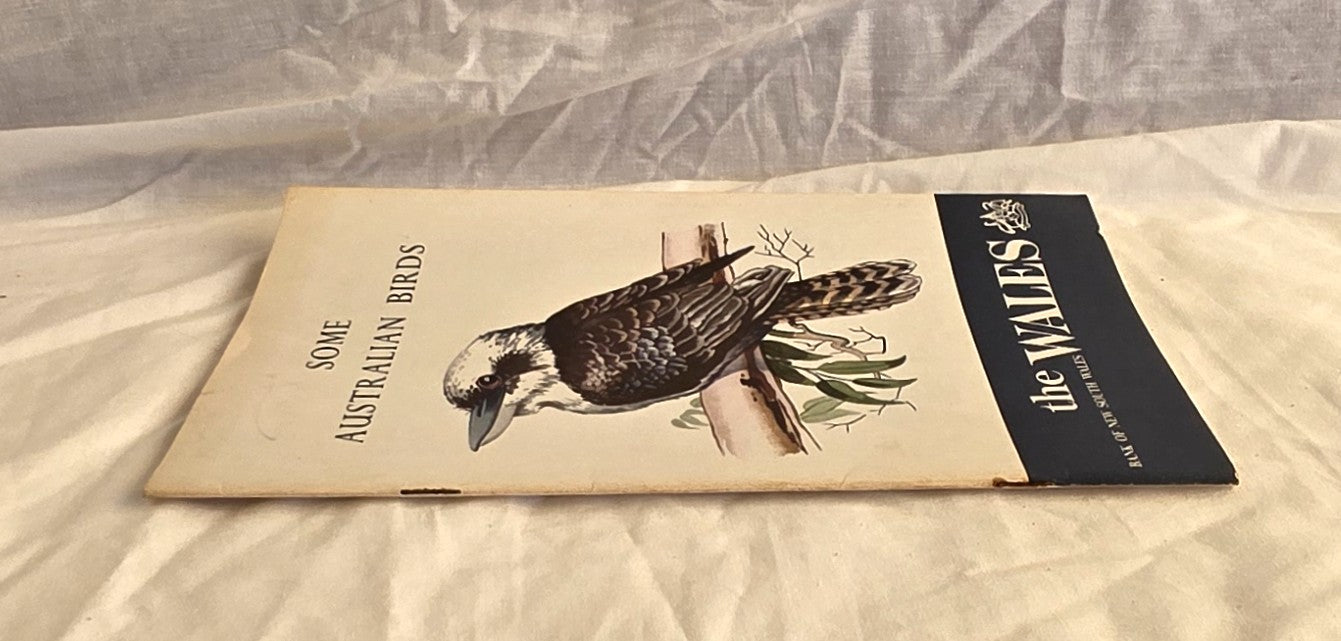 SOME
AUSTRALIAN BIRDS
the WALES
BANK OF NEW SOUTH WALES